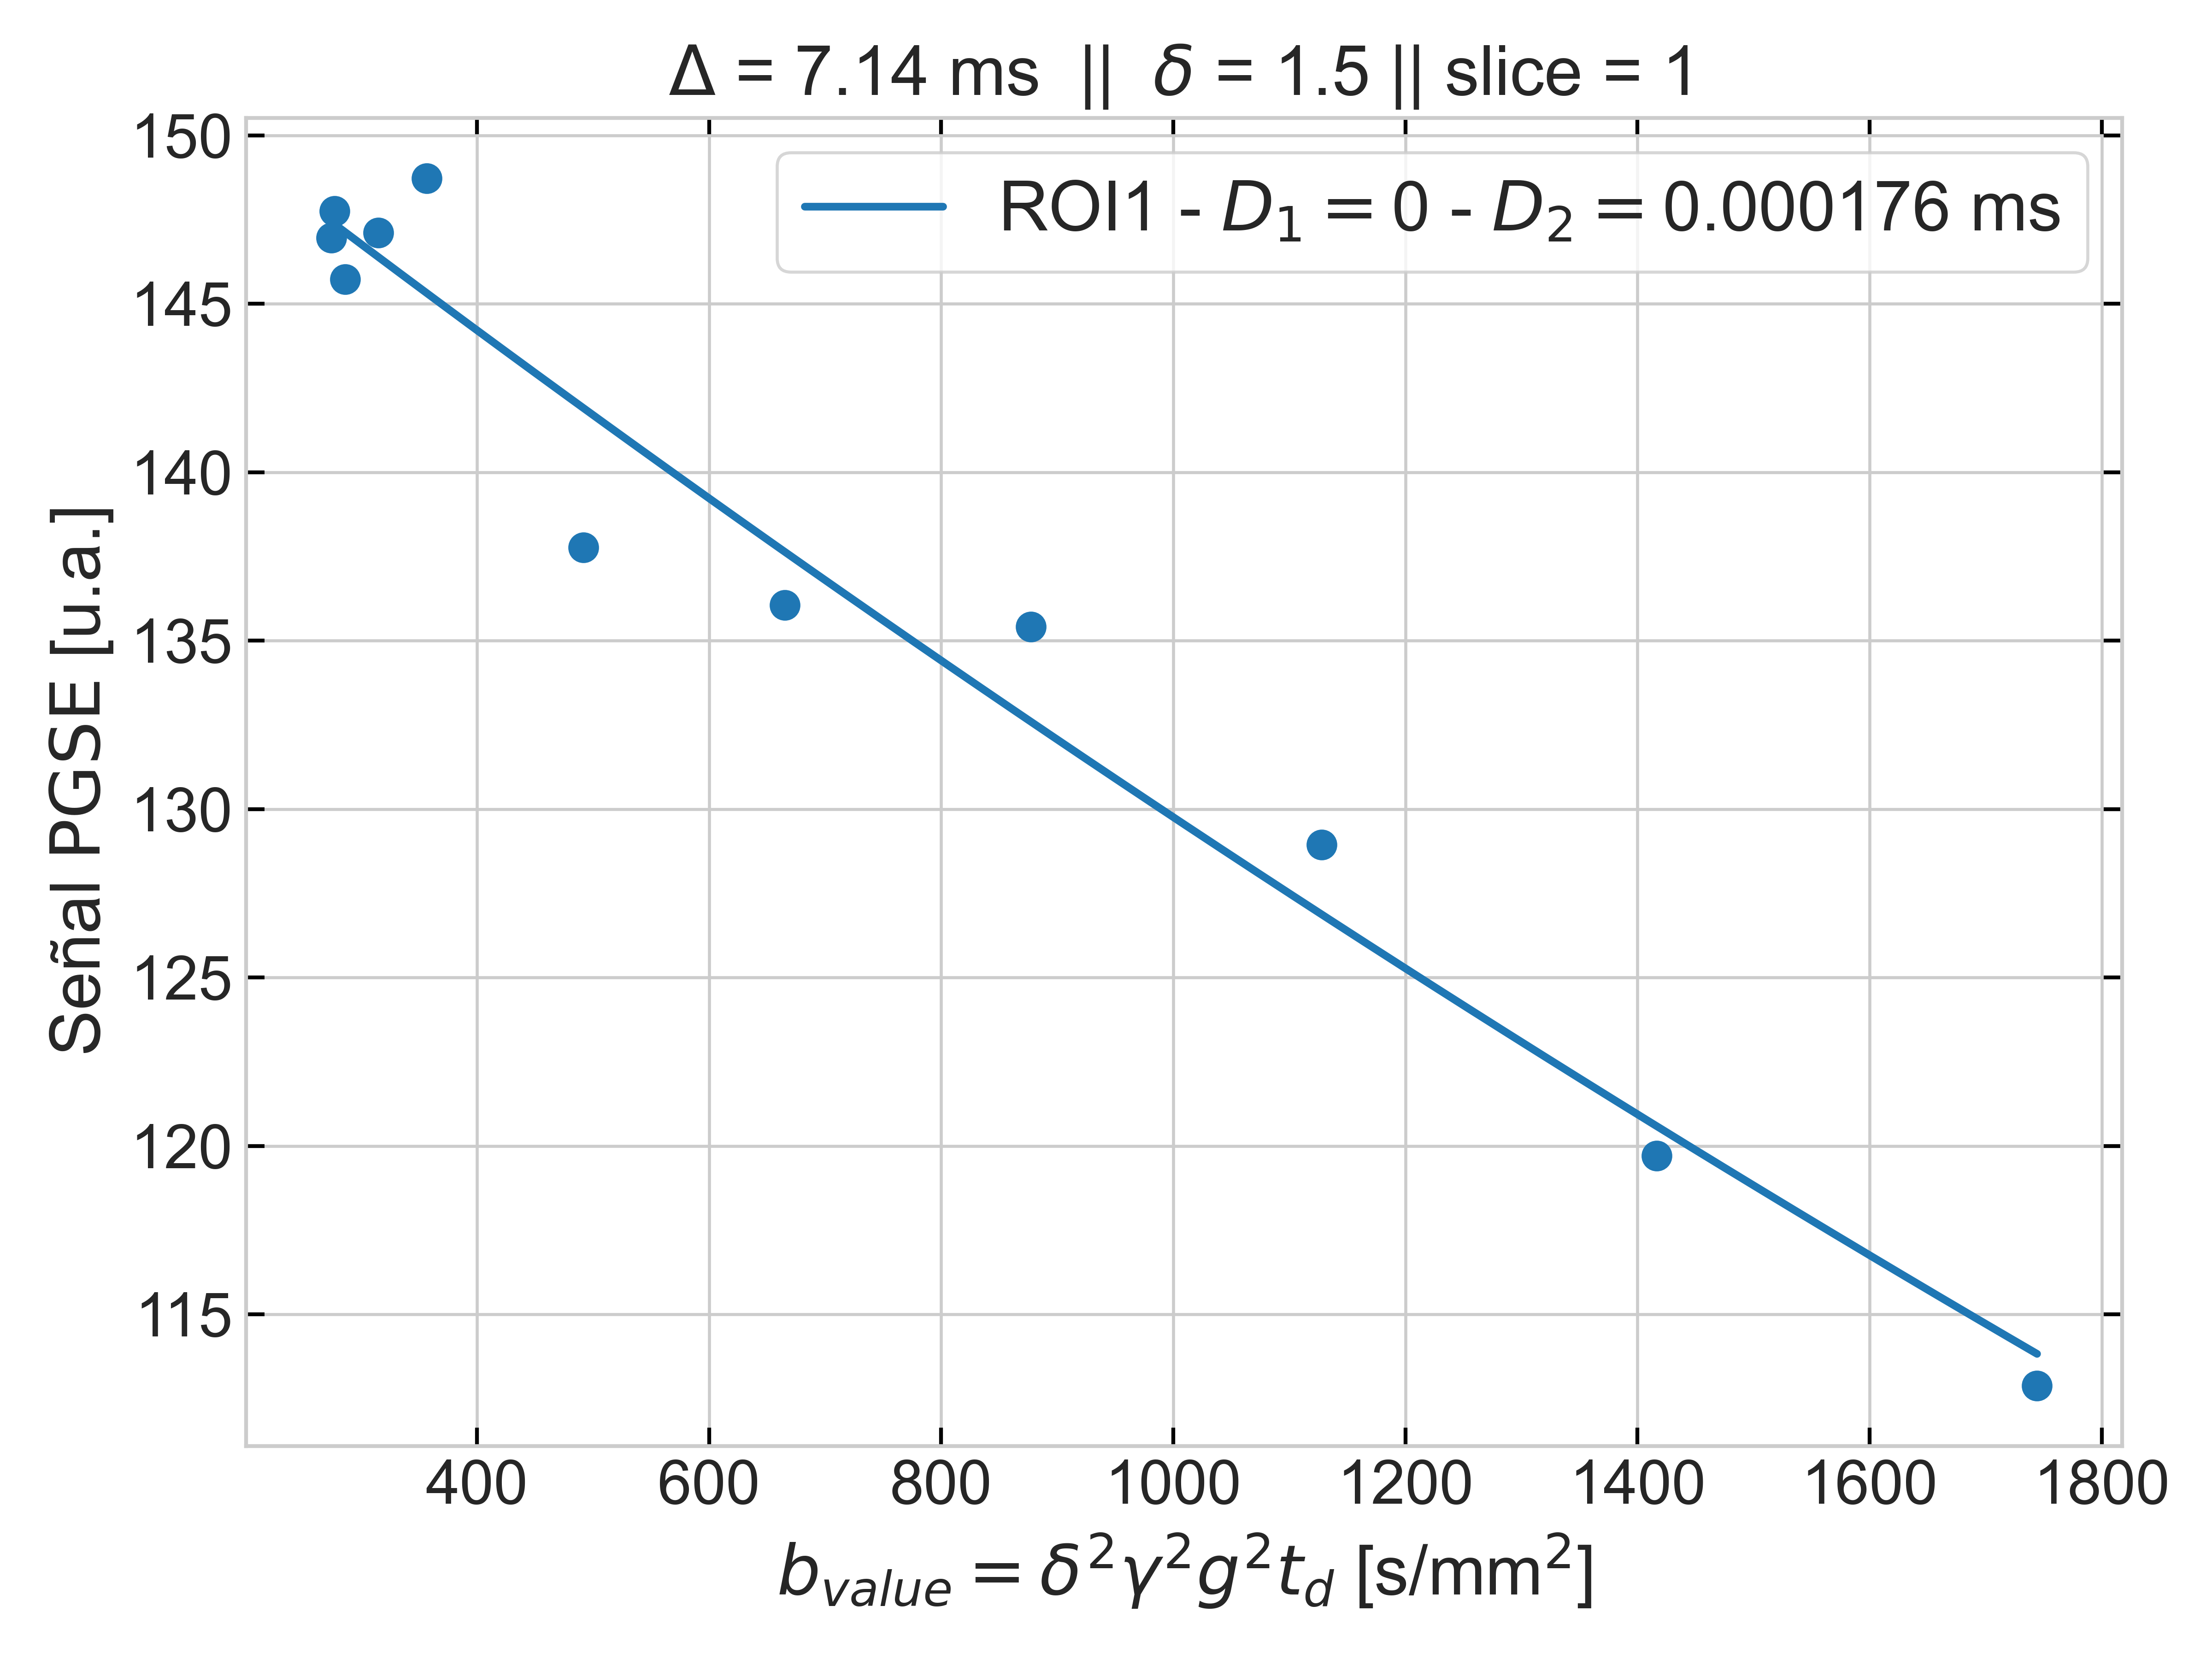 Δ = 7.14 ms || δ = 1.5 || slice = 1
ROI1 - D₁ = 0 - D₂ = 0.000176 ms
Señal PGSE [u.a.]
150
145
140
135
130
125
120
115
400 600 800 1000 1200 1400 1600 1800
b_value = δ²γ²g²t_d [s/mm²]